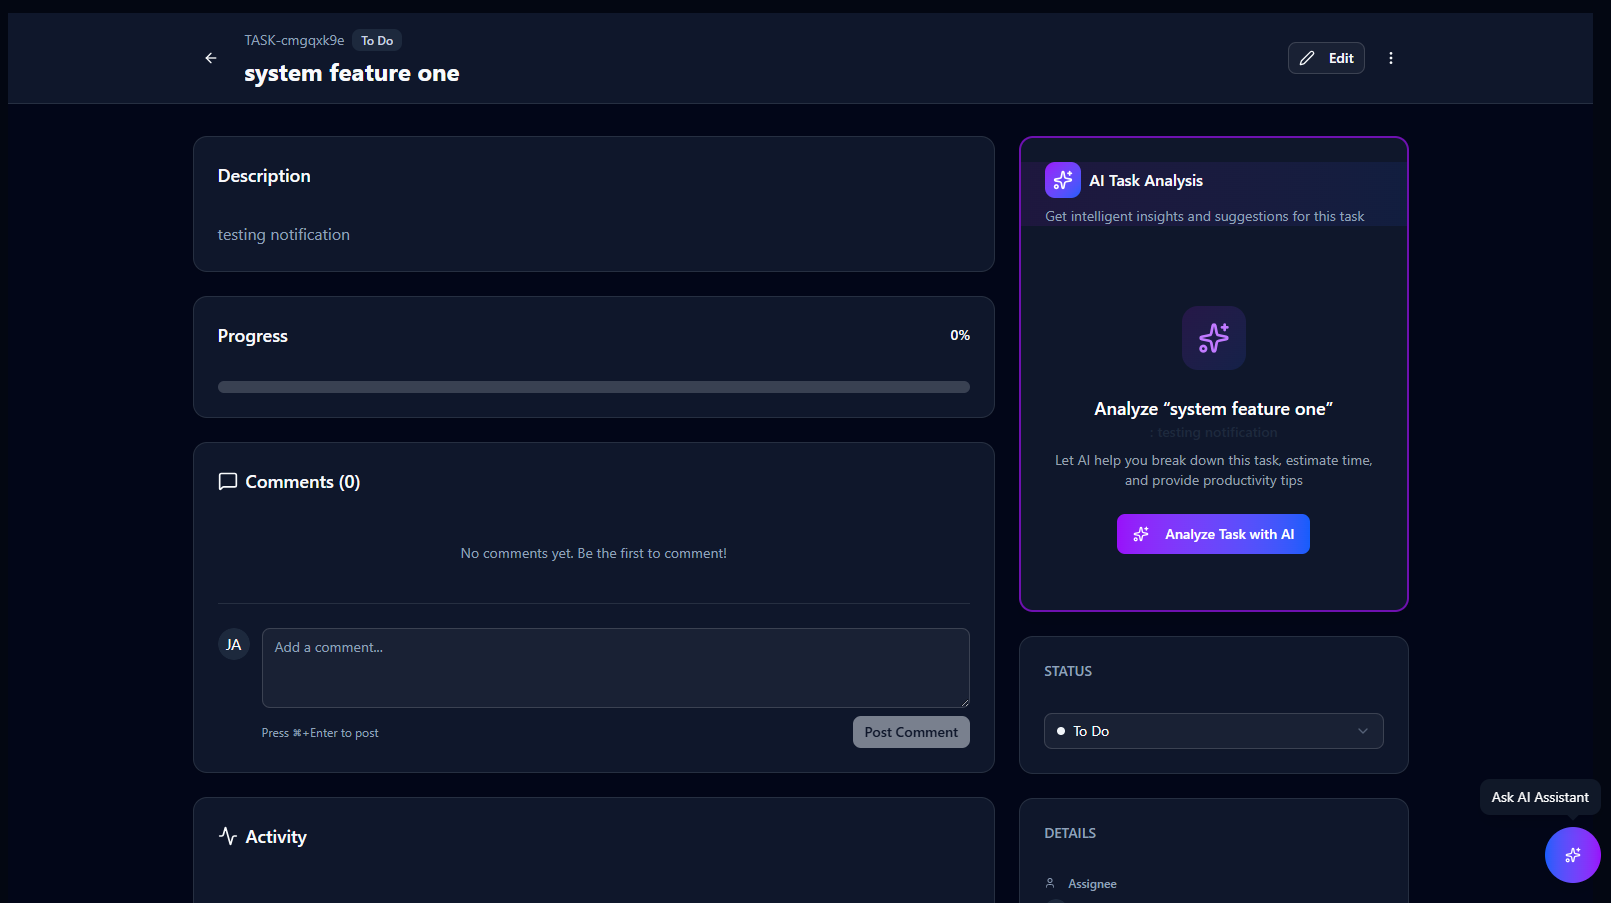 TASK-cmgqxk9e To Do
system feature one
Edit
Description
testing notification
Progress
0%
Comments (0)
No comments yet. Be the first to comment!
JA
Add a comment...
Press ⌘+Enter to post
Post Comment
Activity
AI Task Analysis
Get intelligent insights and suggestions for this task
Analyze “system feature one”
: testing notification
Let AI help you break down this task, estimate time,
and provide productivity tips
Analyze Task with AI
STATUS
To Do
DETAILS
Assignee
Ask AI Assistant